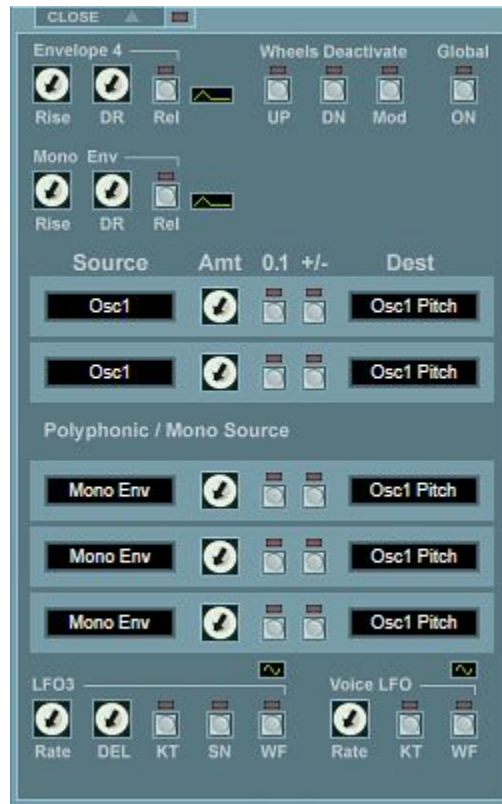 CLOSE
Envelope 4 Wheels Deactivate Global
Rise DR Rel UP DN Mod ON
Mono Env
Rise DR Rel
Source Amt 0.1 +/- Dest
Osc1 Osc1 Pitch
Osc1 Osc1 Pitch
Polyphonic / Mono Source
Mono Env Osc1 Pitch
Mono Env Osc1 Pitch
Mono Env Osc1 Pitch
LFO3 Voice LFO
Rate DEL KT SN WF Rate KT WF